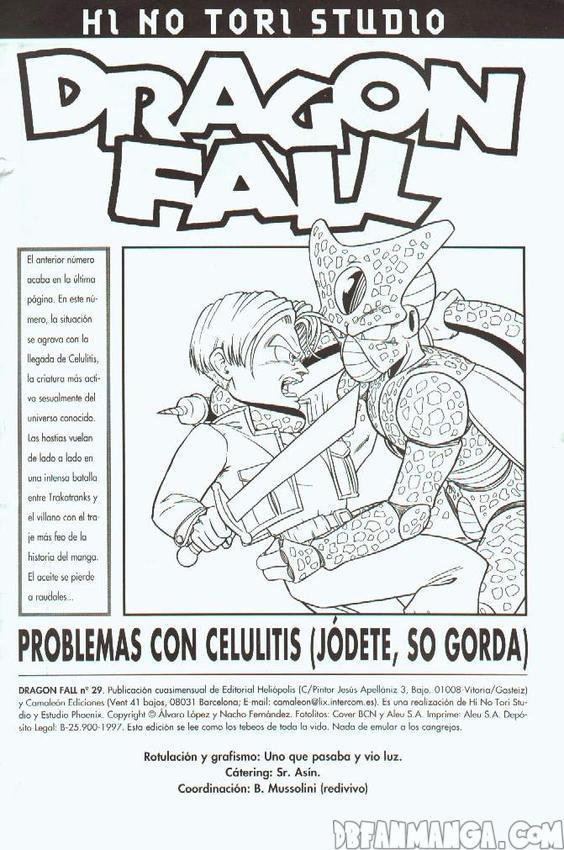 HI NO TORI STUDIO
DRAGON
FALL
El anterior número
acaba en la última
página. En este nú-
mero, la situación
se agrava con la
llegada de Celulitis,
la criatura más acti-
va sesualmente del
universo conocido.
Las hostias vuelan
de lado a lado en
una intensa batalla
entre Trakatranks y
el villano con el tra-
je más feo de la
historia del manga.
El aceite se pierde
a raudales...
PROBLEMAS CON CELULITIS (JÓDETE, SO GORDA)
DRAGON FALL nº 29. Publicación cuasimensual de Editorial Heliópolis (C/Pintor Jesús Apellániz 3, Bajo. 01008-Vitoria/Gasteiz)
y Camaleón Ediciones (Vent 41 bajos, 08031 Barcelona; E-mail: camaleon@lix.intercom.es). Es una realización de Hi No Tori Stu-
dio y Estudio Phoenix. Copyright © Álvaro López y Nacho Fernández. Fotolitos: Cover BCN y Aleu S.A. Imprime: Aleu S.A. Depó-
sito Legal: B-25.900-1997. Esta edición se lee como los tebeos de toda la vida. Nada de emular a los cangrejos.
Rotulación y grafismo: Uno que pasaba y vio luz.
Cátering: Sr. Asín.
Coordinación: B. Mussolini (redivivo)
DBFANMANGA.COM